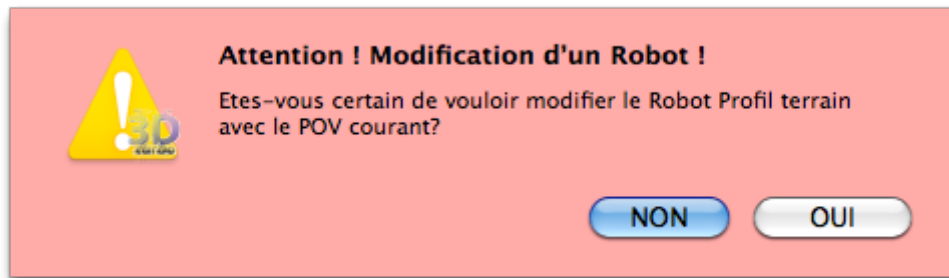 Attention ! Modification d'un Robot !
Etes-vous certain de vouloir modifier le Robot Profil terrain
avec le POV courant?
3D
NON
OUI